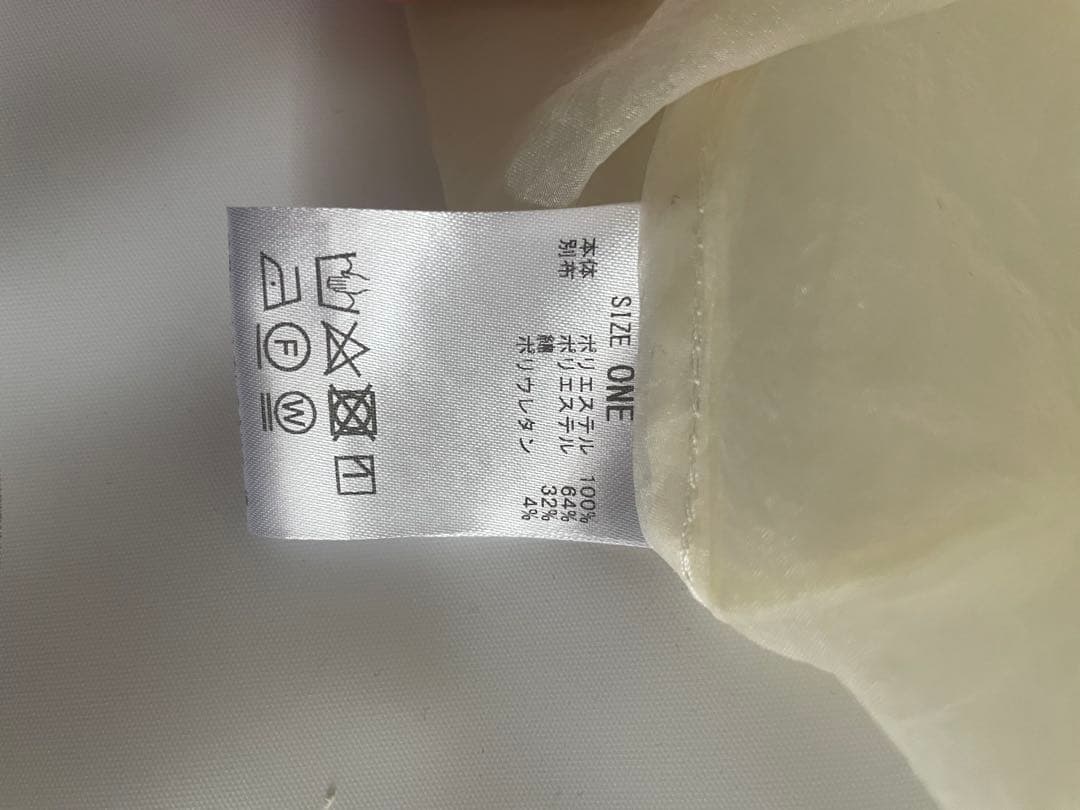 SIZE ONE
本体 ポリエステル 100%
別布 ポリエステル 64%
綿 32%
ポリウレタン 4%
F W